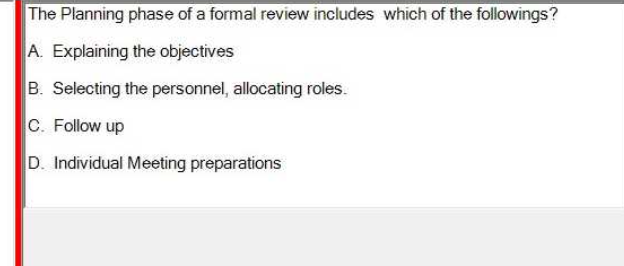 The Planning phase of a formal review includes  which of the followings?
A.  Explaining the objectives
B.  Selecting the personnel, allocating roles.
C.  Follow up
D.  Individual Meeting preparations